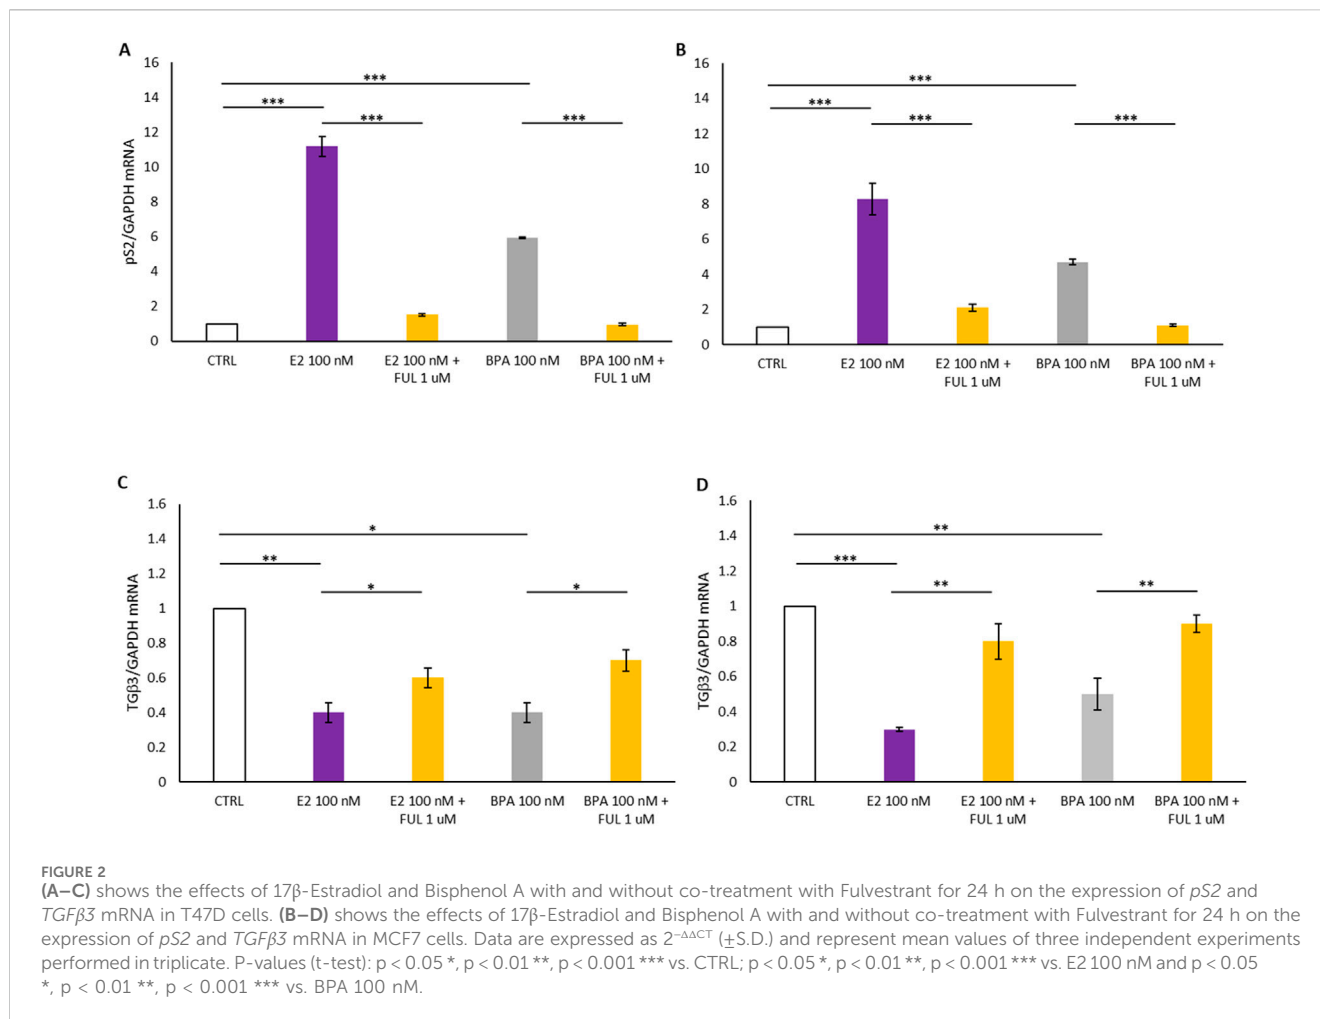 A
16
14
12
10
8
6
4
2
0
pS2/GAPDH mRNA
***
***
***
***
CTRL
E2 100 nM
E2 100 nM +
FUL 1 uM
BPA 100 nM
BPA 100 nM +
FUL 1 uM
B
16
14
12
10
8
6
4
2
0
***
***
***
***
CTRL
E2 100 nM
E2 100 nM +
FUL 1 uM
BPA 100 nM
BPA 100 nM +
FUL 1 uM
C
1.6
1.4
1.2
1
0.8
0.6
0.4
0.2
0
TGβ3/GAPDH mRNA
*
**
*
*
CTRL
E2 100 nM
E2 100 nM +
FUL 1 uM
BPA 100 nM
BPA 100 nM +
FUL 1 uM
D
1.6
1.4
1.2
1
0.8
0.6
0.4
0.2
0
TGβ3/GAPDH mRNA
**
***
**
**
CTRL
E2 100 nM
E2 100 nM +
FUL 1 uM
BPA 100 nM
BPA 100 nM +
FUL 1 uM
FIGURE 2
(A–C) shows the effects of 17β-Estradiol and Bisphenol A with and without co-treatment with Fulvestrant for 24 h on the expression of pS2 and
TGFβ3 mRNA in T47D cells. (B–D) shows the effects of 17β-Estradiol and Bisphenol A with and without co-treatment with Fulvestrant for 24 h on the
expression of pS2 and TGFβ3 mRNA in MCF7 cells. Data are expressed as 2−ΔΔCT (±S.D.) and represent mean values of three independent experiments
performed in triplicate. P-values (t-test): p < 0.05 *, p < 0.01 **, p < 0.001 *** vs. CTRL; p < 0.05 *, p < 0.01 **, p < 0.001 *** vs. E2 100 nM and p < 0.05
*, p < 0.01 **, p < 0.001 *** vs. BPA 100 nM.